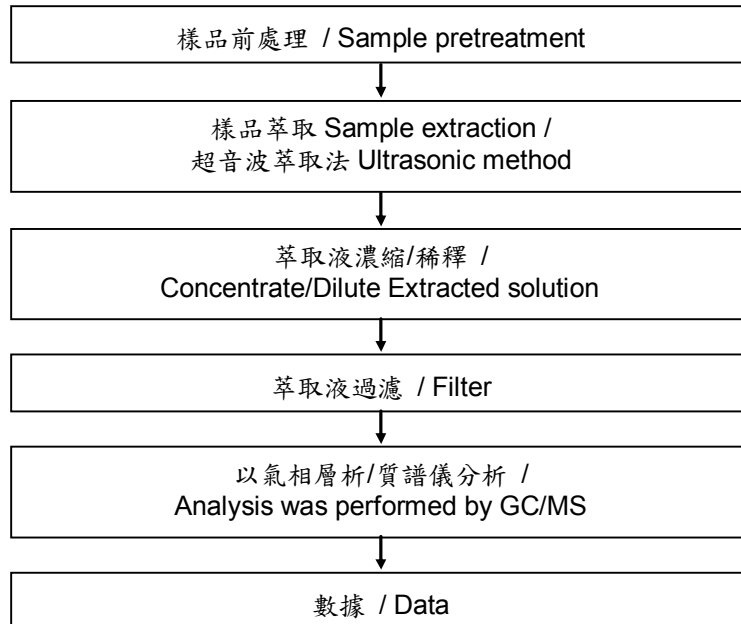 樣品前處理 / Sample pretreatment
樣品萃取 Sample extraction /
超音波萃取法 Ultrasonic method
萃取液濃縮/稀釋 /
Concentrate/Dilute Extracted solution
萃取液過濾 / Filter
以氣相層析/質譜儀分析 /
Analysis was performed by GC/MS
數據 / Data